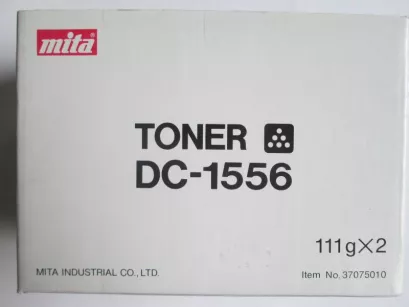 mita
TONER
DC-1556
111g×2
MITA INDUSTRIAL CO., LTD.
Item No. 37075010